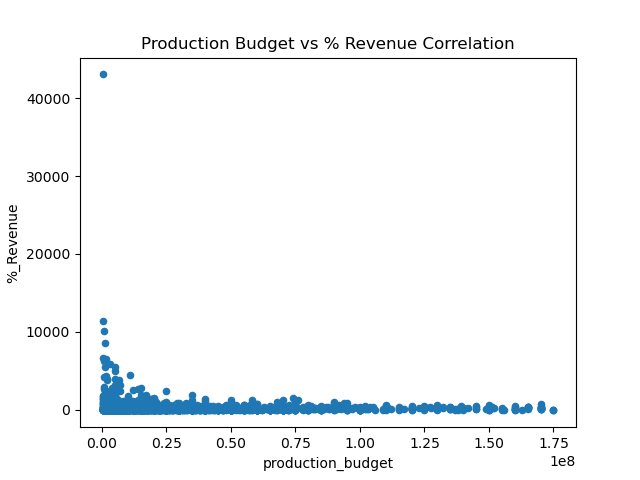 Production Budget vs % Revenue Correlation
40000
30000
20000
10000
0
%_Revenue
0.00 0.25 0.50 0.75 1.00 1.25 1.50 1.75
1e8
production_budget